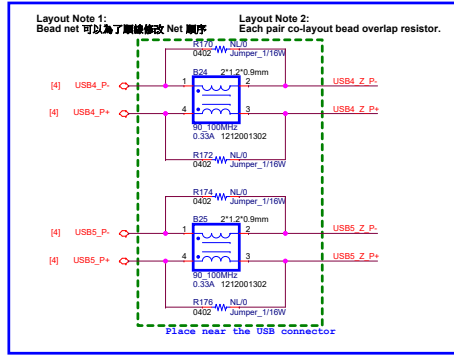 Layout Note 1:
Bead net 可以為了順線修改 Net 順序
Layout Note 2:
Each pair co-layout bead overlap resistor.
R170 NL/0
0402 Jumper_1/16W
B24 2*1.2*0.9mm
[4] USB4_P- 1 2 USB4_Z_P-
[4] USB4_P+ 4 3 USB4_Z_P+
90_100MHz
0.33A 1212001302
R172 NL/0
0402 Jumper_1/16W
R174 NL/0
0402 Jumper_1/16W
B25 2*1.2*0.9mm
[4] USB5_P- 1 2 USB5_Z_P-
[4] USB5_P+ 4 3 USB5_Z_P+
90_100MHz
0.33A 1212001302
R176 NL/0
0402 Jumper_1/16W
Place near the USB connector